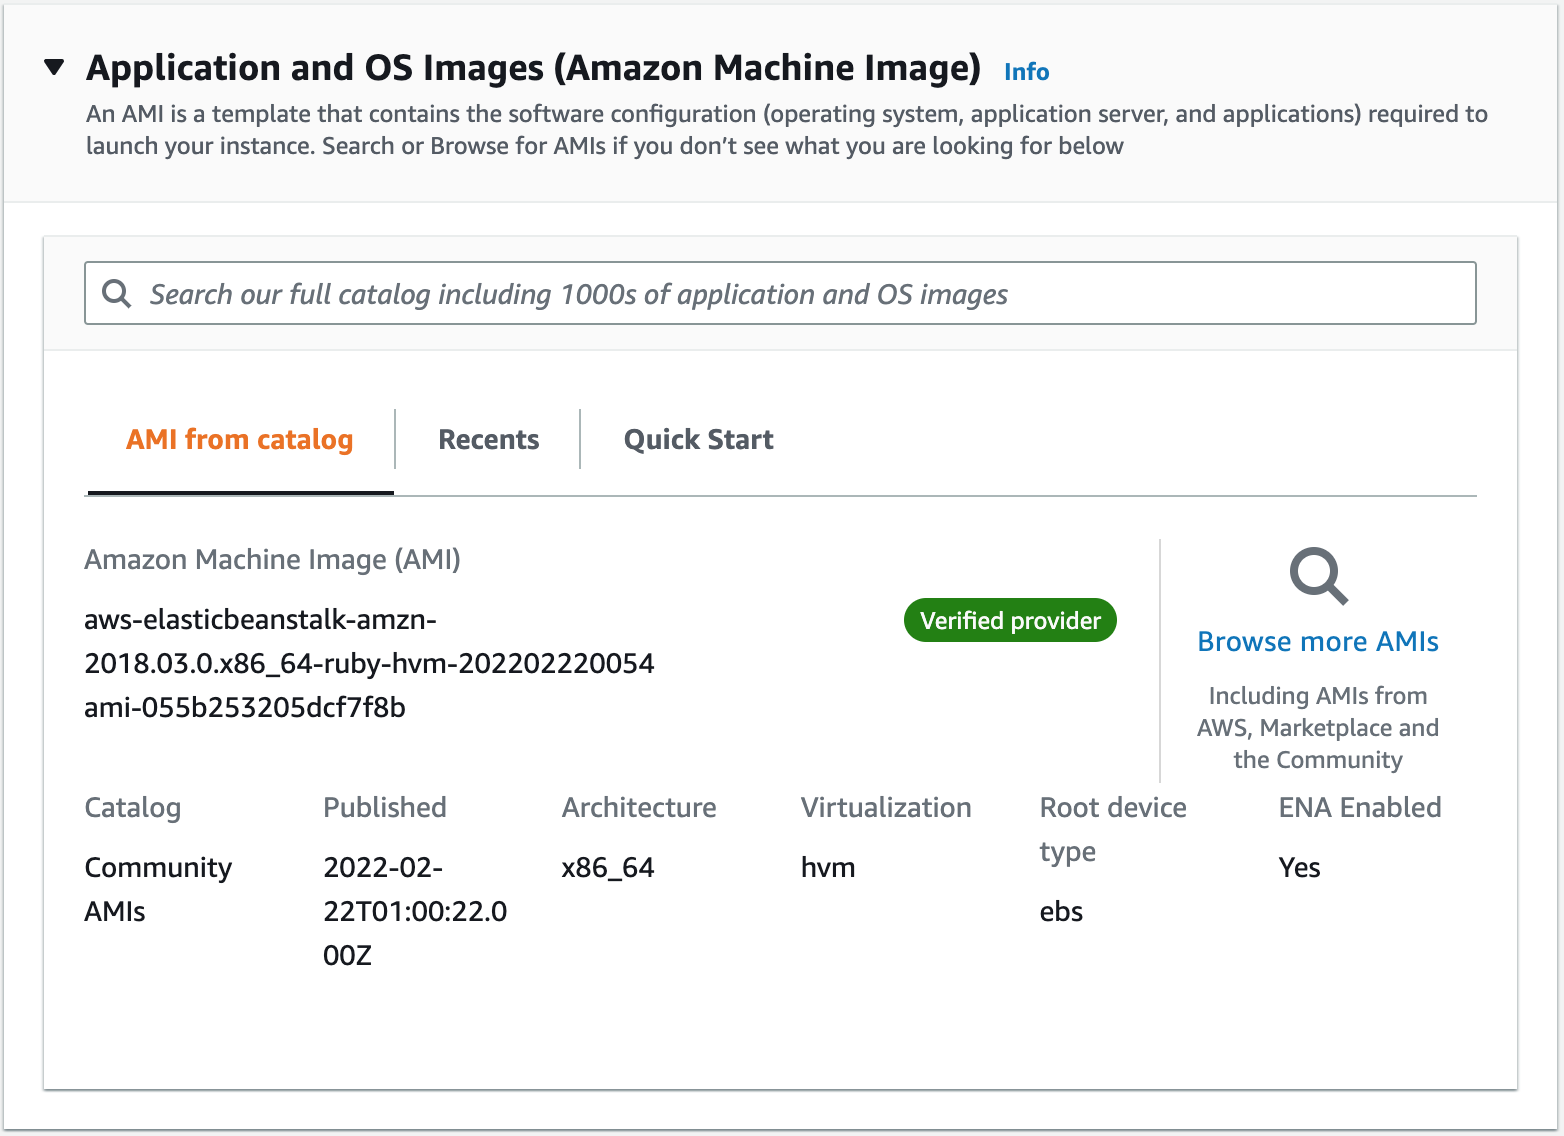 Application and OS Images (Amazon Machine Image) Info
An AMI is a template that contains the software configuration (operating system, application server, and applications) required to
launch your instance. Search or Browse for AMIs if you don’t see what you are looking for below
Search our full catalog including 1000s of application and OS images
AMI from catalog
Recents
Quick Start
Amazon Machine Image (AMI)
aws-elasticbeanstalk-amzn-
2018.03.0.x86_64-ruby-hvm-202202220054
ami-055b253205dcf7f8b
Verified provider
Browse more AMIs
Including AMIs from
AWS, Marketplace and
the Community
Catalog
Community
AMIs
Published
2022-02-
22T01:00:22.0
00Z
Architecture
x86_64
Virtualization
hvm
Root device
type
ebs
ENA Enabled
Yes